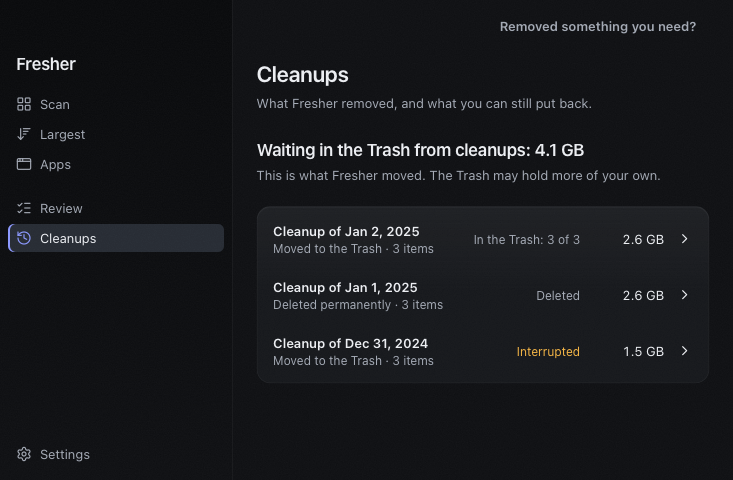 Removed something you need?
Fresher
Scan
Largest
Apps
Review
Cleanups
Settings
Cleanups
What Fresher removed, and what you can still put back.
Waiting in the Trash from cleanups: 4.1 GB
This is what Fresher moved. The Trash may hold more of your own.
Cleanup of Jan 2, 2025
Moved to the Trash · 3 items
In the Trash: 3 of 3
2.6 GB
Cleanup of Jan 1, 2025
Deleted permanently · 3 items
Deleted
2.6 GB
Cleanup of Dec 31, 2024
Moved to the Trash · 3 items
Interrupted
1.5 GB